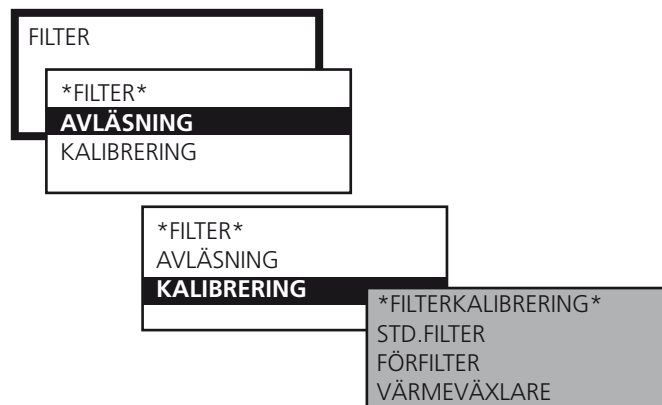 FILTER
*FILTER*
AVLÄSNING
KALIBRERING
*FILTER*
AVLÄSNING
KALIBRERING
*FILTERKALIBRERING*
STD.FILTER
FÖRFILTER
VÄRMEVÄXLARE